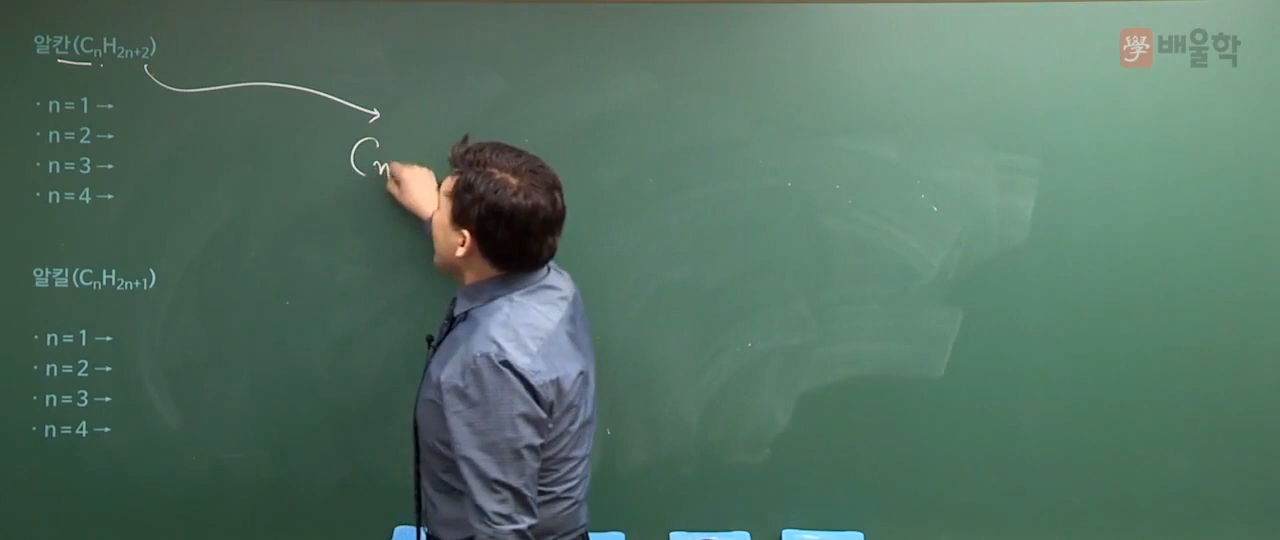 알칸(CₙH₂ₙ₊₂)
· n=1→
· n=2→
· n=3→
· n=4→
Cn
알킬(CₙH₂ₙ₊₁)
· n=1→
· n=2→
· n=3→
· n=4→
學 배울학